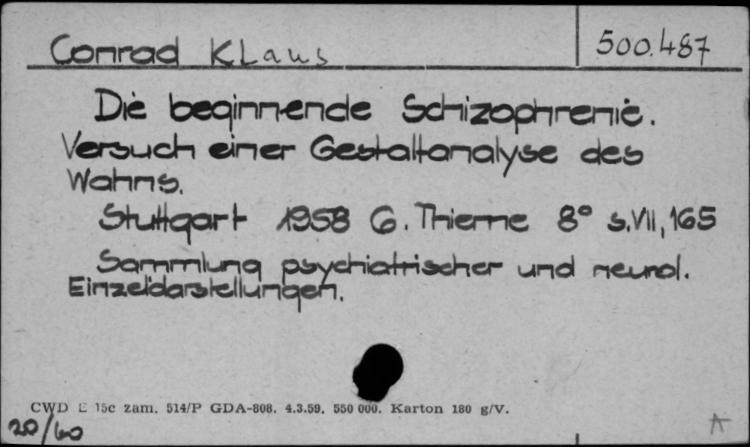 Conrad Klaus 500.487
Die beginnende Schizophrenie.
Versuch einer Gestaltanalyse des
Wahns.
Stuttgart 1958 G. Thieme 8° s. VII, 165
Sammlung psychiatrischer und neurol.
Einzeldarstellungen.
CWD E 15c zam. 514/P GDA-808. 4.3.59. 550 000. Karton 180 g/V.
20/60
A